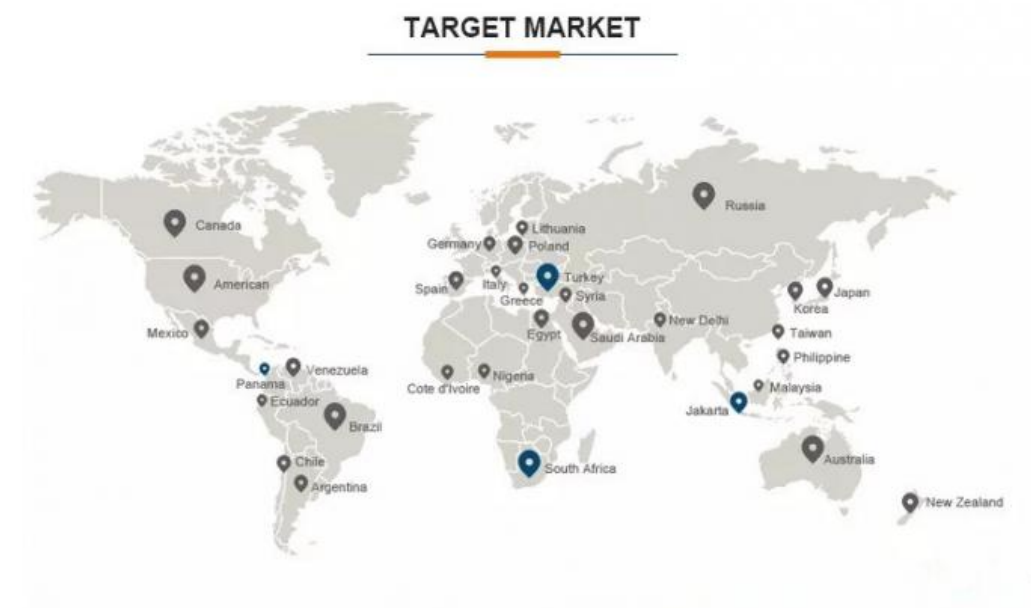 TARGET MARKET
Russia
Canada
Lithuania
Germany
Poland
American
Turkey
Spain
Italy
Greece
Syria
Japan
Korea
Mexico
Egypt
Saudi Arabia
New Delhi
Taiwan
Philippine
Venezuela
Panama
Cote d'Ivoire
Nigeria
Malaysia
Ecuador
Jakarta
Brazil
Chile
South Africa
Australia
Argentina
New Zealand